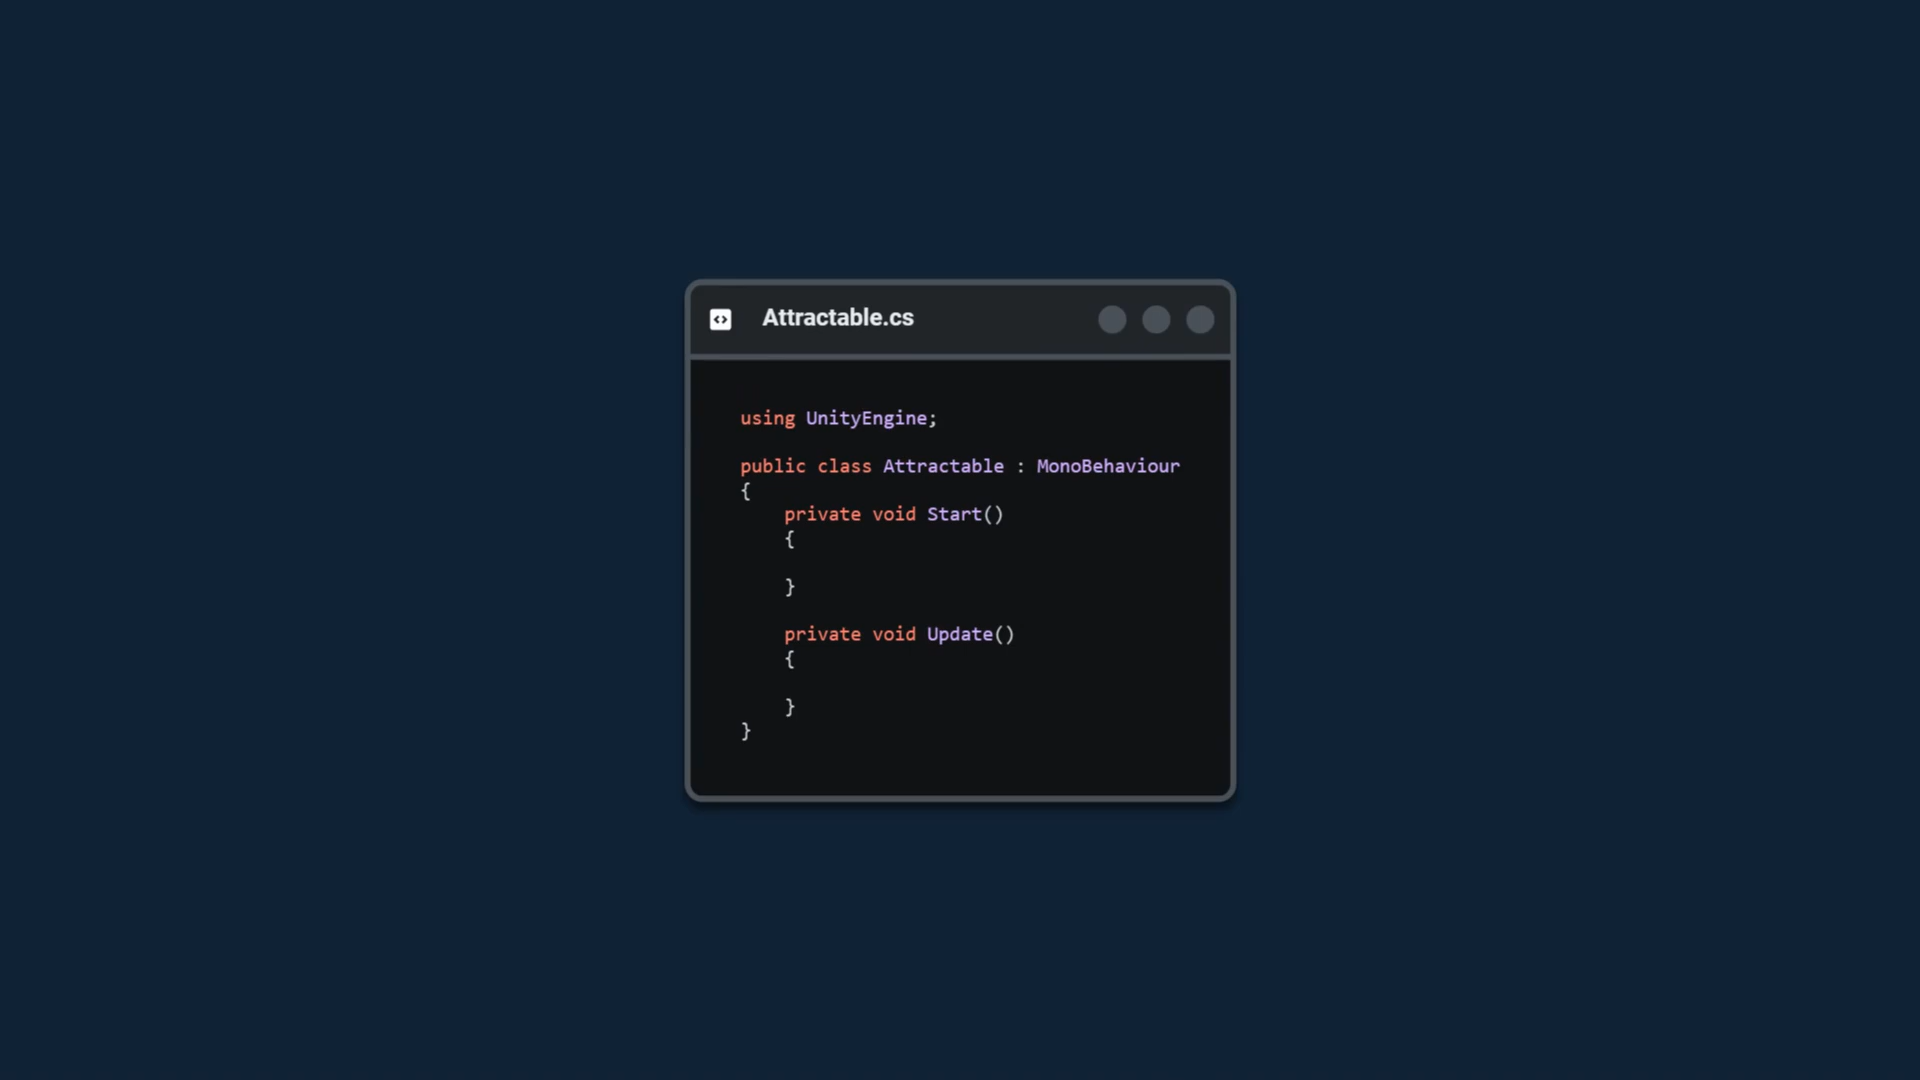 Attractable.cs
using UnityEngine;
public class Attractable : MonoBehaviour
{
    private void Start()
    {
    }
    private void Update()
    {
    }
}